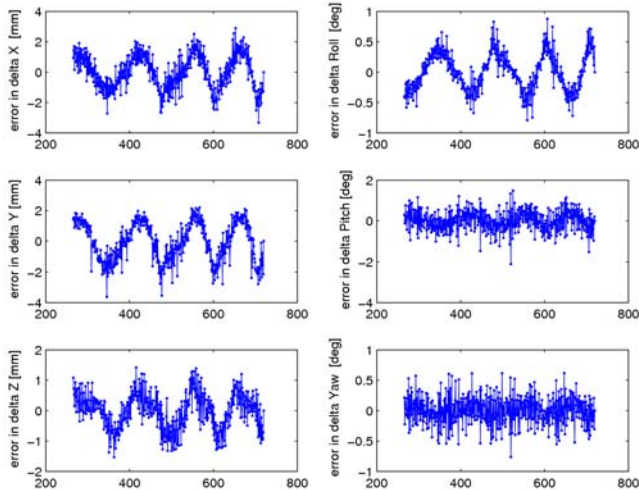 error in delta X [mm]
4
2
0
-2
-4
200 400 600 800
error in delta Roll [deg]
1
0.5
0
-0.5
-1
200 400 600 800
error in delta Y [mm]
4
2
0
-2
-4
200 400 600 800
error in delta Pitch [deg]
2
0
-2
-4
200 400 600 800
error in delta Z [mm]
2
1
0
-1
-2
200 400 600 800
error in delta Yaw [deg]
1
0.5
0
-0.5
-1
200 400 600 800